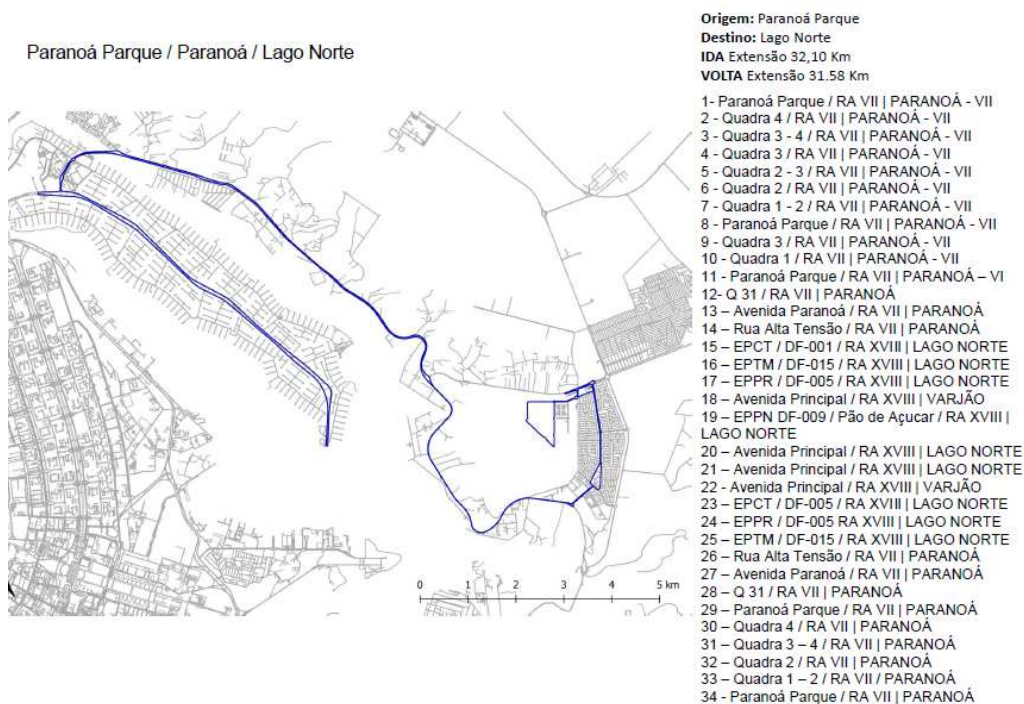 Paranoá Parque / Paranoá / Lago Norte
Origem: Paranoá Parque
Destino: Lago Norte
IDA Extensão 32,10 Km
VOLTA Extensão 31.58 Km
1- Paranoá Parque / RA VII | PARANOÁ - VII
2 - Quadra 4 / RA VII | PARANOÁ - VII
3 - Quadra 3 - 4 / RA VII | PARANOÁ - VII
4 - Quadra 3 / RA VII | PARANOÁ - VII
5 - Quadra 2 - 3 / RA VII | PARANOÁ - VII
6 - Quadra 2 / RA VII | PARANOÁ - VII
7 - Quadra 1 - 2 / RA VII | PARANOÁ - VII
8 - Paranoá Parque / RA VII | PARANOÁ - VII
9 - Quadra 3 / RA VII | PARANOÁ - VII
10 - Quadra 1 / RA VII | PARANOÁ - VII
11 - Paranoá Parque / RA VII | PARANOÁ – VI
12- Q 31 / RA VII | PARANOÁ
13 – Avenida Paranoá / RA VII | PARANOÁ
14 – Rua Alta Tensão / RA VII | PARANOÁ
15 – EPCT / DF-001 / RA XVIII | LAGO NORTE
16 – EPTM / DF-015 / RA XVIII | LAGO NORTE
17 – EPPR / DF-005 / RA XVIII | LAGO NORTE
18 – Avenida Principal / RA XVIII | VARJÃO
19 – EPPN DF-009 / Pão de Açucar / RA XVIII |
LAGO NORTE
20 – Avenida Principal / RA XVIII | LAGO NORTE
21 – Avenida Principal / RA XVIII | LAGO NORTE
22 - Avenida Principal / RA XVIII | VARJÃO
23 – EPCT / DF-005 / RA XVIII | LAGO NORTE
24 – EPPR / DF-005 RA XVIII | LAGO NORTE
25 – EPTM / DF-015 / RA XVIII | LAGO NORTE
26 – Rua Alta Tensão / RA VII | PARANOÁ
27 – Avenida Paranoá / RA VII | PARANOÁ
28 – Q 31 / RA VII | PARANOÁ
29 – Paranoá Parque / RA VII | PARANOÁ
30 – Quadra 4 / RA VII | PARANOÁ
31 – Quadra 3 – 4 / RA VII | PARANOÁ
32 – Quadra 2 / RA VII | PARANOÁ
33 – Quadra 1 – 2 / RA VII / PARANOÁ
34 - Paranoá Parque / RA VII | PARANOÁ
0 1 2 3 4 5 km